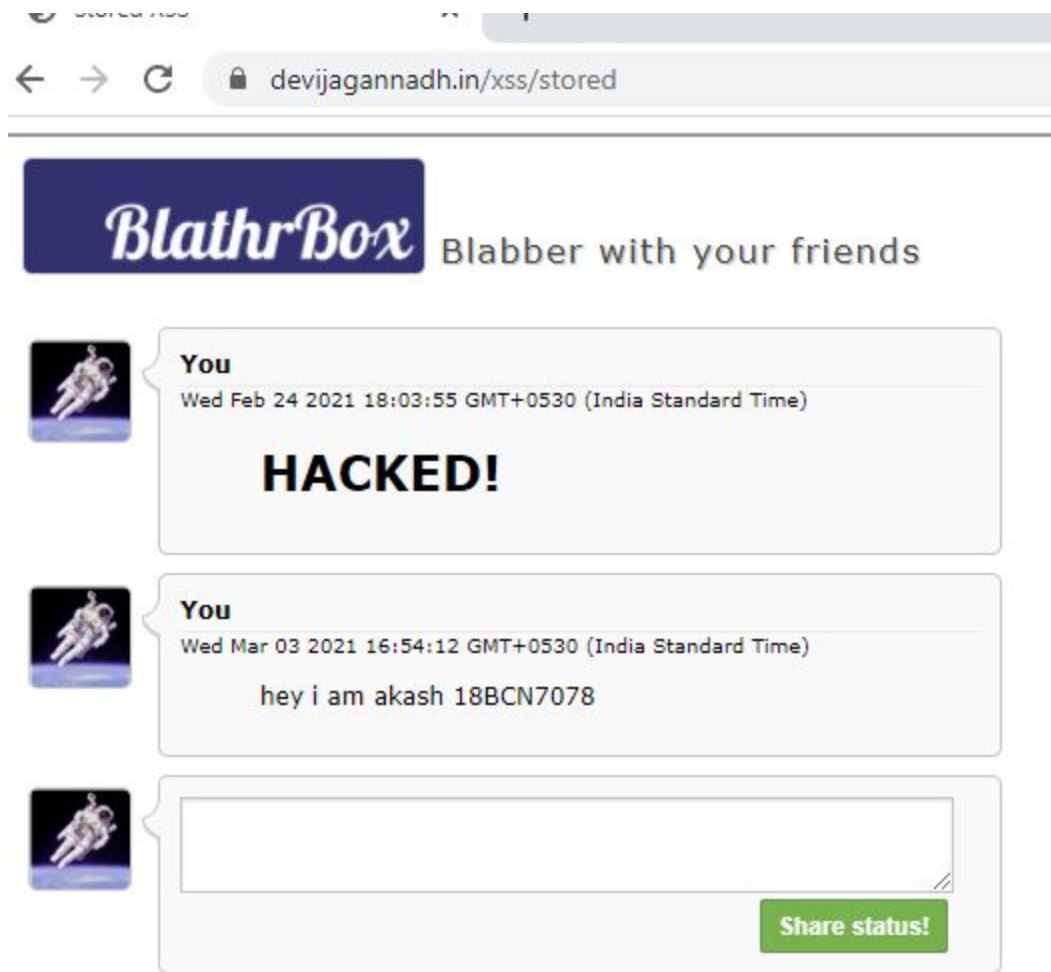 Stored XSS
devijagannadh.in/xss/stored
BlathrBox Blabber with your friends
You
Wed Feb 24 2021 18:03:55 GMT+0530 (India Standard Time)
HACKED!
You
Wed Mar 03 2021 16:54:12 GMT+0530 (India Standard Time)
hey i am akash 18BCN7078
Share status!